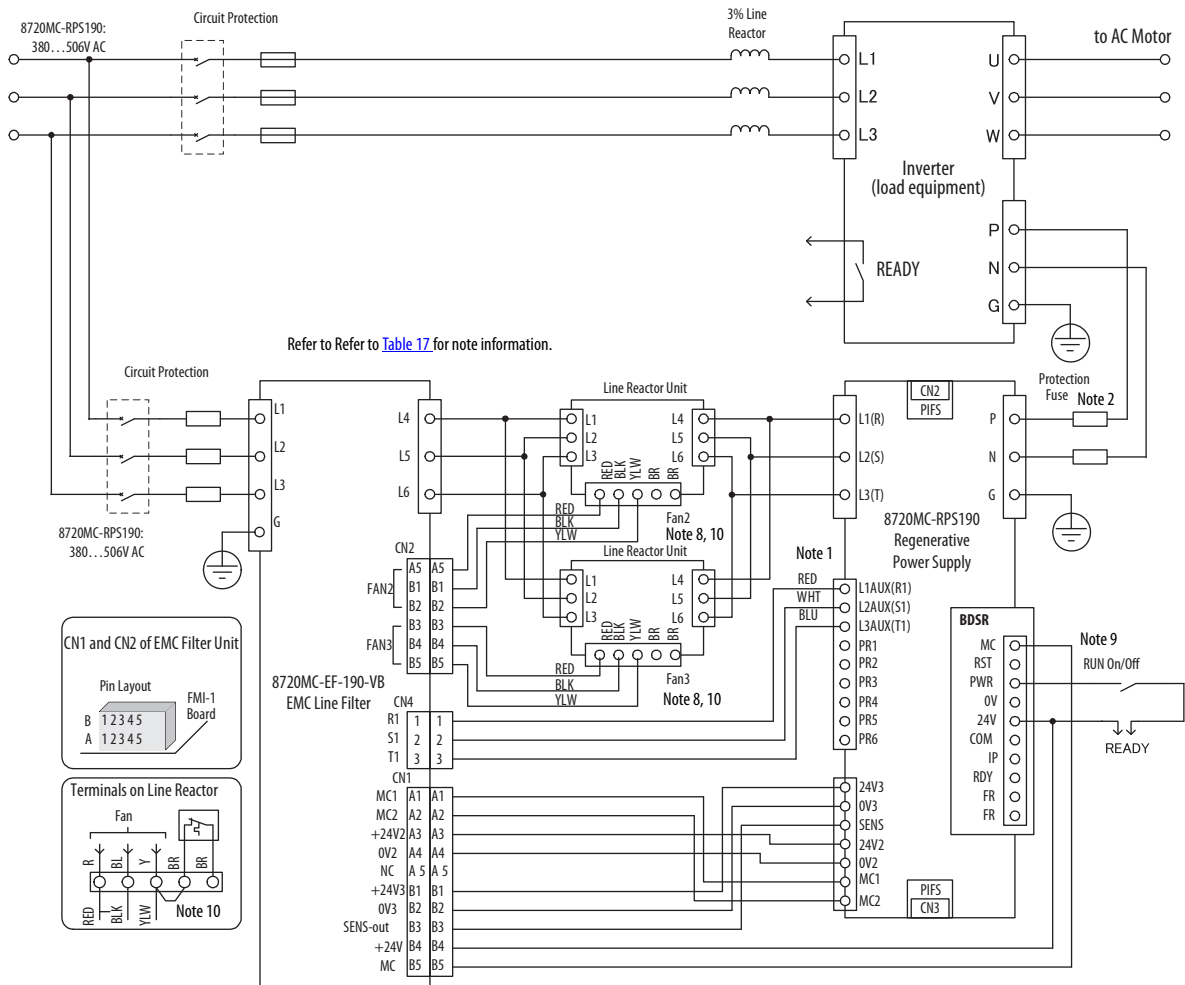 8720MC-RPS190:
380…506V AC
Circuit Protection
3% Line
Reactor
to AC Motor
L1
L2
L3
U
V
W
Inverter
(load equipment)
P
N
G
READY
Refer to Refer to Table 17 for note information.
Circuit Protection
L1
L2
L3
G
8720MC-RPS190:
380…506V AC
L4
L5
L6
Line Reactor Unit
L1
L2
L3
L4
L5
L6
RED
BLK
YLW
BR
BR
RED
BLK
YLW
Fan2
Note 8, 10
Line Reactor Unit
L1
L2
L3
L4
L5
L6
RED
BLK
YLW
BR
BR
RED
BLK
YLW
Fan3
Note 8, 10
CN2
PIFS
L1(R)
L2(S)
L3(T)
P
N
G
Protection
Fuse
Note 2
8720MC-RPS190
Regenerative
Power Supply
Note 1
RED
WHT
BLU
L1AUX(R1)
L2AUX(S1)
L3AUX(T1)
PR1
PR2
PR3
PR4
PR5
PR6
BDSR
MC
RST
PWR
0V
24V
COM
IP
RDY
FR
FR
Note 9
RUN On/Off
READY
24V3
0V3
SENS
24V2
0V2
MC1
MC2
PIFS
CN3
CN2
FAN2
A5 A5
B1 B1
B2 B2
FAN3
B3 B3
B4 B4
B5 B5
8720MC-EF-190-VB
EMC Line Filter
CN4
R1 1 1
S1 2 2
T1 3 3
CN1
MC1 A1 A1
MC2 A2 A2
+24V2 A3 A3
0V2 A4 A4
NC A 5 A 5
+24V3 B1 B1
0V3 B2 B2
SENS-out B3 B3
+24V B4 B4
MC B5 B5
CN1 and CN2 of EMC Filter Unit
Pin Layout
FMI-1
Board
B 1 2 3 4 5
A 1 2 3 4 5
Terminals on Line Reactor
Fan
R
BL
Y
BR
BR
RED
BLK
YLW
Note 10